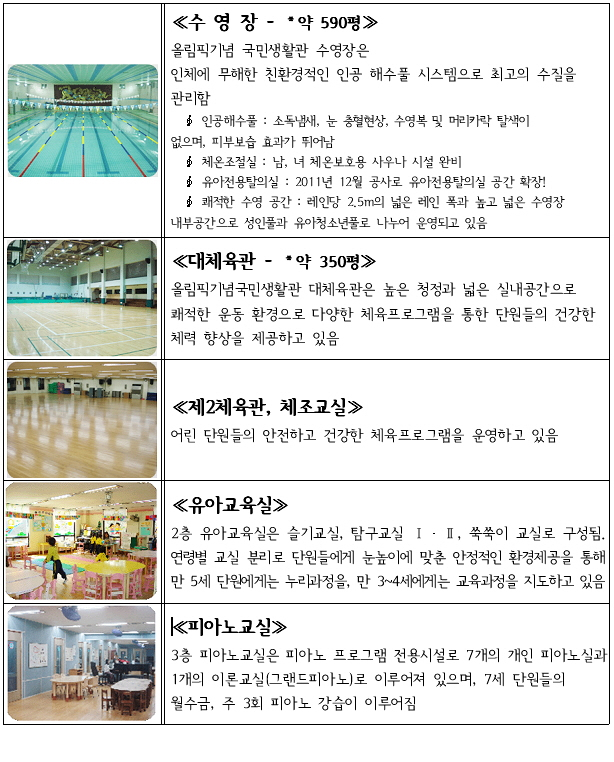 ≪수 영 장 - *약 590평≫
올림픽기념 국민생활관 수영장은
인체에 무해한 친환경적인 인공 해수풀 시스템으로 최고의 수질을
관리함
∮ 인공해수풀 : 소독냄새, 눈 충혈현상, 수영복 및 머리카락 탈색이
없으며, 피부보습 효과가 뛰어남
∮ 체온조절실 : 남, 녀 체온보호용 사우나 시설 완비
∮ 유아전용탈의실 : 2011년 12월 공사로 유아전용탈의실 공간 확장!
∮ 쾌적한 수영 공간 : 레인당 2.5m의 넓은 레인 폭과 높고 넓은 수영장
내부공간으로 성인풀과 유아청소년풀로 나누어 운영되고 있음
≪대체육관 - *약 350평≫
올림픽기념국민생활관 대체육관은 높은 청정과 넓은 실내공간으로
쾌적한 운동 환경으로 다양한 체육프로그램을 통한 단원들의 건강한
체력 향상을 제공하고 있음
≪제2체육관, 체조교실≫
어린 단원들의 안전하고 건강한 체육프로그램을 운영하고 있음
≪유아교육실≫
2층 유아교육실은 슬기교실, 탐구교실 Ⅰ·Ⅱ, 쑥쑥이 교실로 구성됨.
연령별 교실 분리로 단원들에게 눈높이에 맞춘 안정적인 환경제공을 통해
만 5세 단원에게는 누리과정을, 만 3~4세에게는 교육과정을 지도하고 있음
≪피아노교실≫
3층 피아노교실은 피아노 프로그램 전용시설로 7개의 개인 피아노실과
1개의 이론교실(그랜드피아노)로 이루어져 있으며, 7세 단원들의
월수금, 주 3회 피아노 강습이 이루어짐